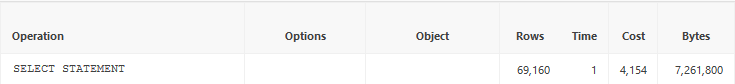 Operation Options Object Rows Time Cost Bytes
SELECT STATEMENT 69,160 1 4,154 7,261,800